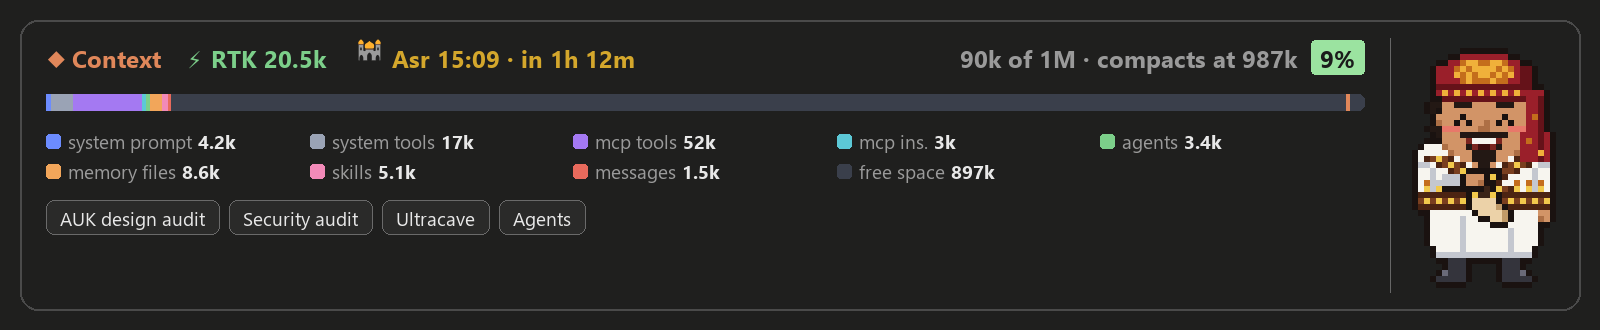 Context RTK 20.5k Asr 15:09 · in 1h 12m 90k of 1M · compacts at 987k 9%
system prompt 4.2k system tools 17k mcp tools 52k mcp ins. 3k agents 3.4k
memory files 8.6k skills 5.1k messages 1.5k free space 897k
AUK design audit Security audit Ultracave Agents